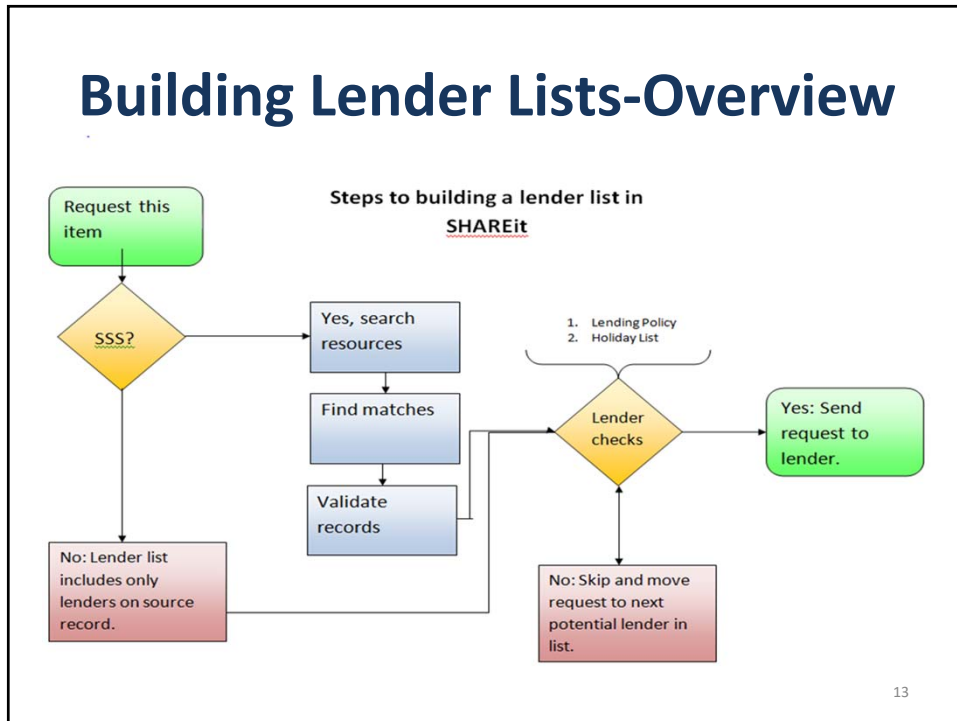 Building Lender Lists-Overview
Steps to building a lender list in
SHAREit
Request this
item
SSS?
Yes, search
resources
Find matches
Validate
records
No: Lender list
includes only
lenders on source
record.
1. Lending Policy
2. Holiday List
Lender
checks
Yes: Send
request to
lender.
No: Skip and move
request to next
potential lender in
list.
13